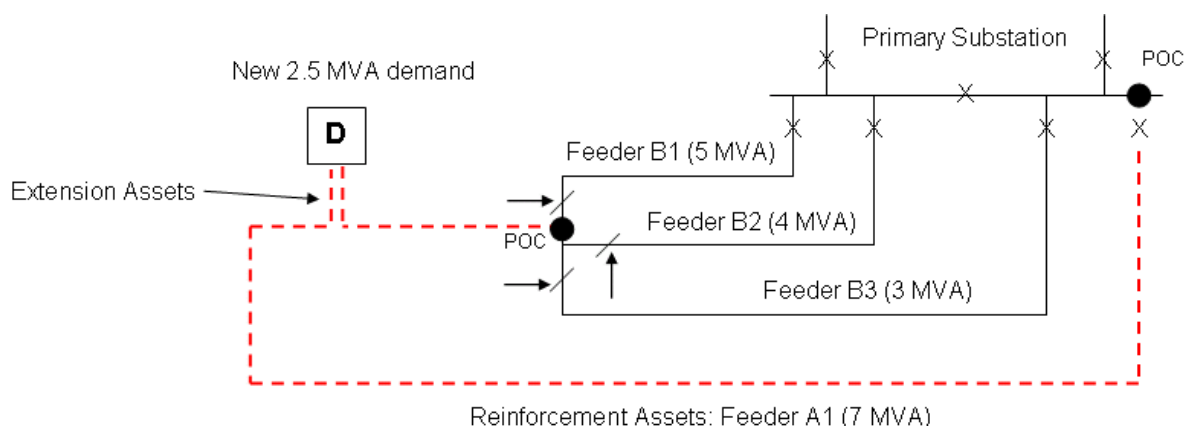 Primary Substation
POC
New 2.5 MVA demand
D
Feeder B1 (5 MVA)
Extension Assets
Feeder B2 (4 MVA)
POC
Feeder B3 (3 MVA)
Reinforcement Assets: Feeder A1 (7 MVA)